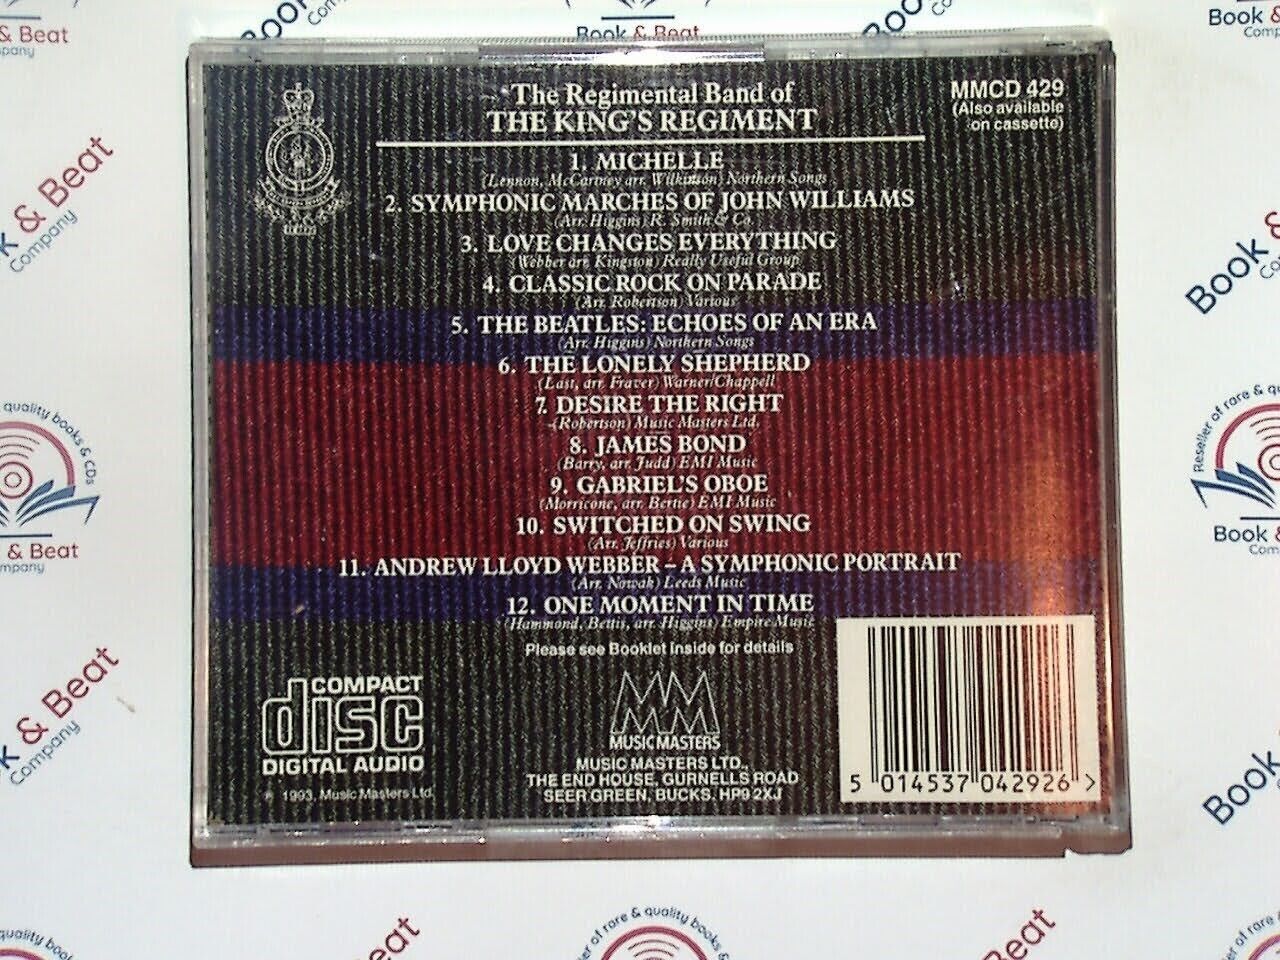 The Regimental Band of
THE KING'S REGIMENT
MMCD 429
(Also available
on cassette)
1. MICHELLE
(Lennon, McCartney arr. Wilkinson) Northern Songs
2. SYMPHONIC MARCHES OF JOHN WILLIAMS
(Arr. Higgins) R. Smith & Co.
3. LOVE CHANGES EVERYTHING
(Webber arr. Kingston) Really Useful Group
4. CLASSIC ROCK ON PARADE
(Arr. Robertson) Various
5. THE BEATLES: ECHOES OF AN ERA
(Arr. Higgins) Northern Songs
6. THE LONELY SHEPHERD
(Last, arr. Fraver) Warner/Chappell
7. DESIRE THE RIGHT
(Robertson) Music Masters Ltd.
8. JAMES BOND
(Barry, arr. Judd) EMI Music
9. GABRIEL'S OBOE
(Morricone, arr. Bertie) EMI Music
10. SWITCHED ON SWING
(Arr. Jeffries) Various
11. ANDREW LLOYD WEBBER – A SYMPHONIC PORTRAIT
(Arr. Nowak) Leeds Music
12. ONE MOMENT IN TIME
(Hammond, Bettis, arr. Higgins) Empire Music
Please see Booklet inside for details
COMPACT
disc
DIGITAL AUDIO
℗ 1993, Music Masters Ltd.
MUSIC MASTERS
MUSIC MASTERS LTD.,
THE END HOUSE, GURNELLS ROAD
SEER GREEN, BUCKS. HP9 2XJ
5 014537 042926 >
Book & Beat
Company
Reseller of rare & quality books & CDs